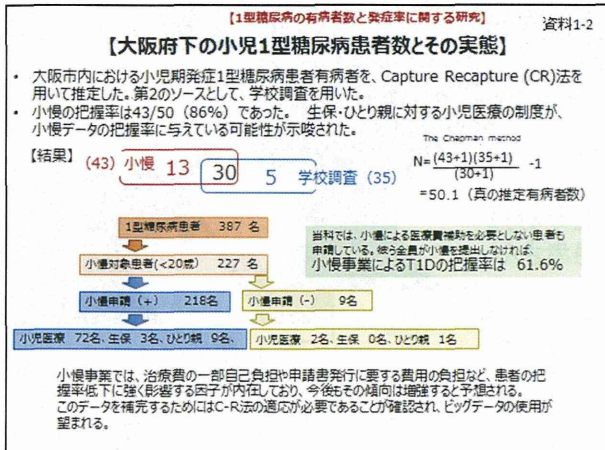 【1型糖尿病の有病者数と発症率に関する研究】
資料1-2
【大阪府下の小児1型糖尿病患者数とその実態】
• 大阪市内における小児期発症1型糖尿病患者有病者を、Capture Recapture (CR)法を
用いて推定した。第2のソースとして、学校調査を用いた。
• 小慢の把握率は43/50（86%）であった。 生保・ひとり親に対する小児医療の制度が、
小慢データの把握率に与えている可能性が示唆された。
【結果】
(43) 小慢 13 30 5 学校調査（35）
The Chapman method
N=(43+1)(35+1)
(30+1)
-1
=50.1（真の推定有病者数）
1型糖尿病患者 387 名
小慢対象患者(<20歳) 227 名
小慢申請（+） 218名
小慢申請（-） 9名
小児医療 72名、生保 3名、ひとり親 9名、
小児医療 2名、生保 0名、ひとり親 1名
当科では、小慢による医療費補助を必要としない患者も
申請している。彼ら全員が小慢を提出しなければ、
小慢事業によるT1Dの把握率は 61.6%
小慢事業では、治療費の一部自己負担や申請書発行に要する費用の負担など、患者の把
握率低下に強く影響する因子が内在しており、今後もその傾向は増強すると予想される。
このデータを補完するためにはC-R法の適応が必要であることが確認され、ビッグデータの使用が
望まれる。